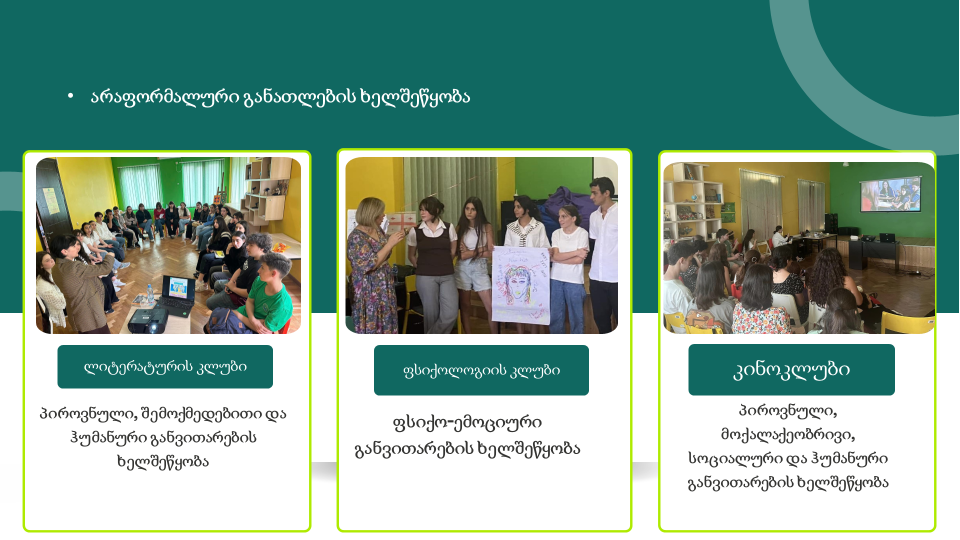 • არაფორმალური განათლების ხელშეწყობა
ლიტერატურის კლუბი
პიროვნული, შემოქმედებითი და
ჰუმანური განვითარების
ხელშეწყობა
ფსიქოლოგიის კლუბი
ფსიქო-ემოციური
განვითარების ხელშეწყობა
კინოკლუბი
პიროვნული,
მოქალაქეობრივი,
სოციალური და ჰუმანური
განვითარების ხელშეწყობა